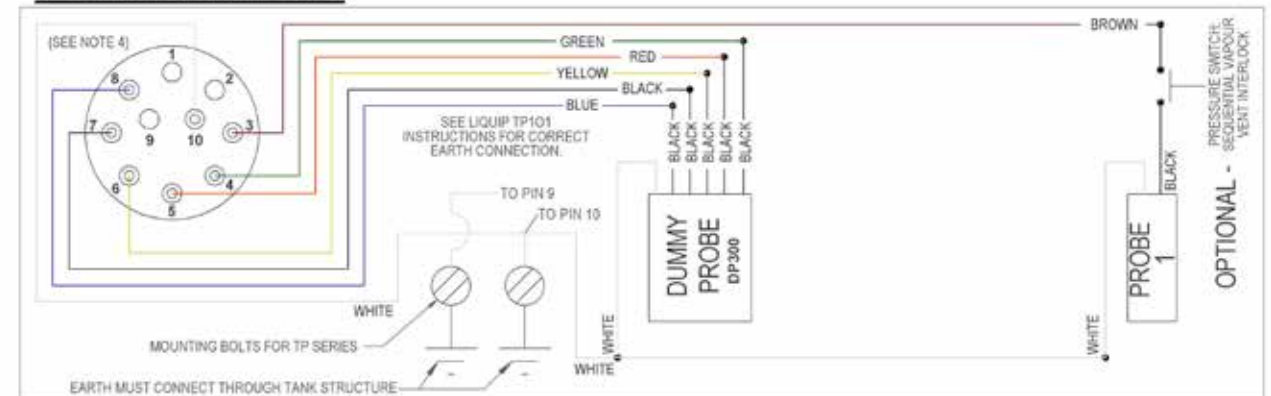 (SEE NOTE 4)
1
2
3
4
5
6
7
8
9
10
BROWN
GREEN
RED
YELLOW
BLACK
BLUE
SEE LIQUIP TP101
INSTRUCTIONS FOR CORRECT
EARTH CONNECTION.
TO PIN 9
TO PIN 10
BLACK
BLACK
BLACK
BLACK
BLACK
DUMMY
PROBE
DP300
WHITE
WHITE
WHITE
MOUNTING BOLTS FOR TP SERIES
EARTH MUST CONNECT THROUGH TANK STRUCTURE
WHITE
BLACK
PROBE
1
OPTIONAL -
PRESSURE SWITCH:
SEQUENTIAL VAPOUR
VENT INTERLOCK